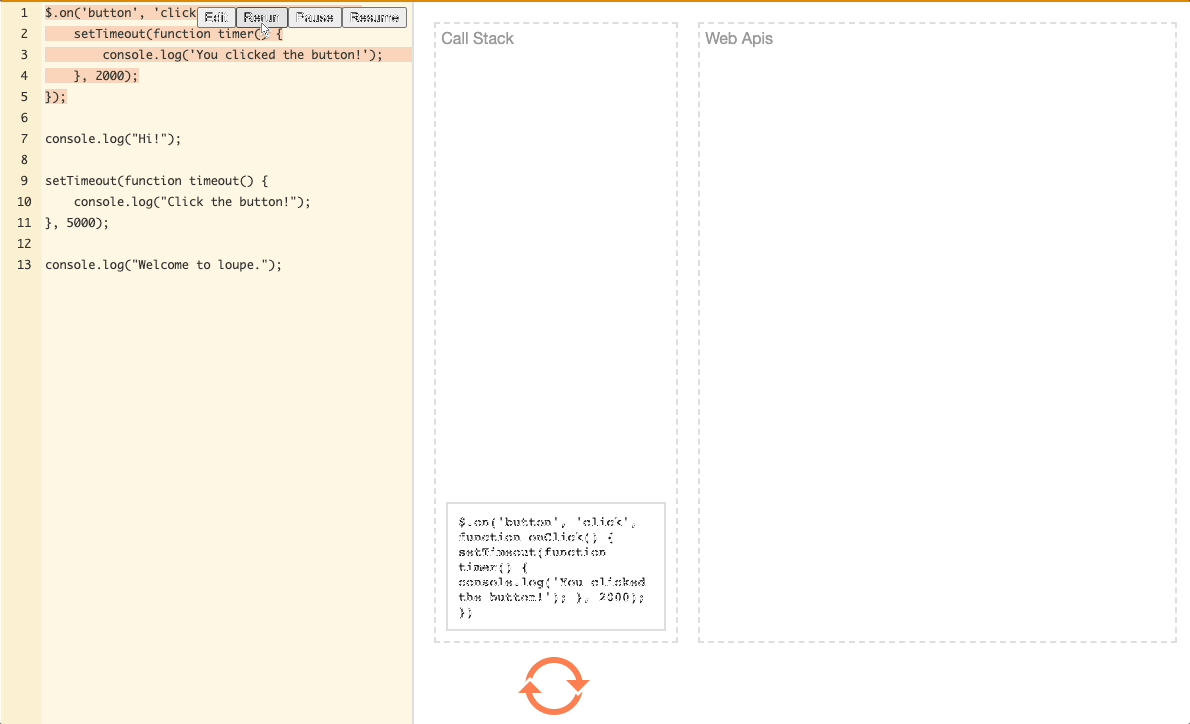 1 $.on('button', 'click
Edit Rerun Pause Resume
2 setTimeout(function timer() {
3 console.log('You clicked the button!');
4 }, 2000);
5 });
6
7 console.log("Hi!");
8
9 setTimeout(function timeout() {
10 console.log("Click the button!");
11 }, 5000);
12
13 console.log("Welcome to loupe.");
Call Stack
$.on('button', 'click',
function onClick() {
setTimeout(function
timer() {
console.log('You clicked
the button!'); }, 2000);
})
Web Apis